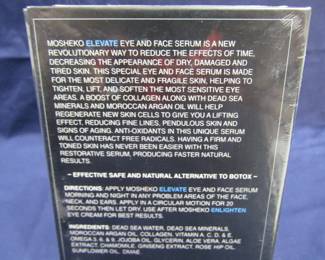 MOSHEKO ELEVATE EYE AND FACE SERUM IS A NEW
REVOLUTIONARY WAY TO REDUCE THE EFFECTS OF TIME,
DECREASING THE APPEARANCE OF DRY, DAMAGED AND
TIRED SKIN. THIS SPECIAL EYE AND FACE SERUM IS MADE
FOR THE MOST DELICATE AND FRAGILE SKIN, HELPING TO
TIGHTEN, LIFT, AND SOFTEN THE MOST SENSITIVE EYE
AREAS. A BOOST OF COLLAGEN ALONG WITH DEAD SEA
MINERALS AND MOROCCAN ARGAN OIL WILL HELP
REGENERATE NEW SKIN CELLS TO GIVE YOU A LIFTING
EFFECT, REDUCING FINE LINES. PENDULOUS SKIN AND
SIGNS OF AGING. ANTI-OXIDANTS IN THIS UNIQUE SERUM
WILL COUNTERACT FREE RADICALS. HAVING A FIRM AND
TONED SKIN HAS NEVER BEEN EASIER WITH THIS
RESTORATIVE SERUM, PRODUCING FASTER NATURAL
RESULTS.
~ EFFECTIVE SAFE AND NATURAL ALTERNATIVE TO BOTOX ~
DIRECTIONS: APPLY MOSHEKO ELEVATE EYE AND FACE SERUM
MORNING AND NIGHT IN ANY PROBLEM AREAS OF THE FACE,
NECK, AND EARS. APPLY IN A CIRCULAR MOTION FOR 20
SECONDS THEN LET DRY. USE AFTER MOSHEKO ENLIGHTEN
EYE CREAM FOR BEST RESULTS.
INGREDIENTS: DEAD SEA WATER, DEAD SEA MINERALS,
MOROCCAN ARGAN OIL, COLLAGEN, VITAMIN A, C, D, & E,
OMEGA 3, 6, & 9, JOJOBA OIL, GLYCERIN, ALOE VERA, ALGAE
EXTRACT, CHAMOMILE, GINSENG EXTRACT, ROSE HIP OIL,
SUNFLOWER OIL, DMAE